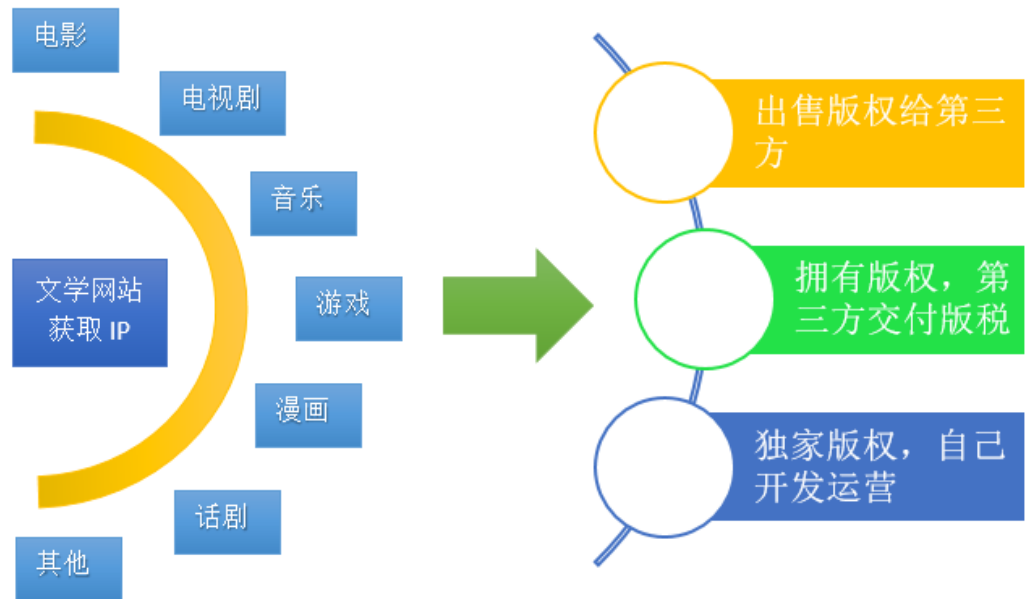 电影
电视剧
音乐
文学网站
获取 IP
游戏
漫画
话剧
其他
出售版权给第三
方
拥有版权，第
三方交付版税
独家版权，自己
开发运营